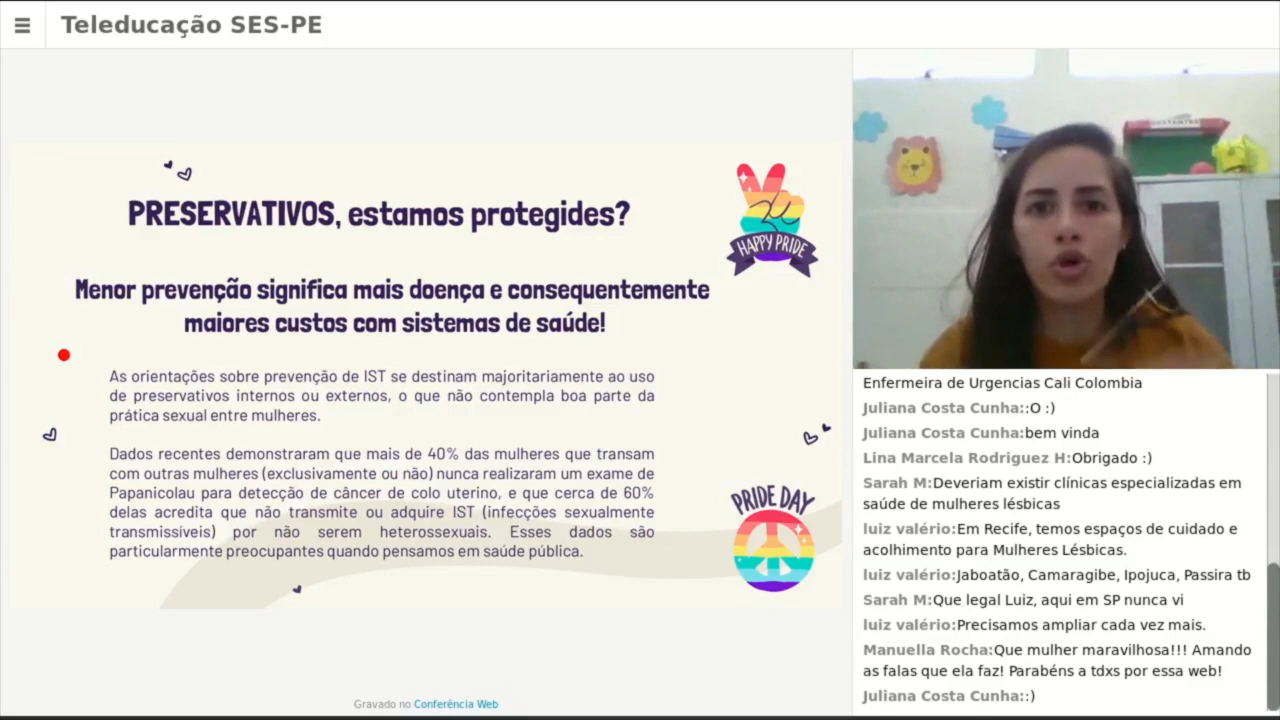 Teleducação SES-PE
PRESERVATIVOS, estamos protegides?
HAPPY PRIDE
Menor prevenção significa mais doença e consequentemente
maiores custos com sistemas de saúde!
As orientações sobre prevenção de IST se destinam majoritariamente ao uso
de preservativos internos ou externos, o que não contempla boa parte da
prática sexual entre mulheres.
Dados recentes demonstraram que mais de 40% das mulheres que transam
com outras mulheres (exclusivamente ou não) nunca realizaram um exame de
Papanicolau para detecção de câncer de colo uterino, e que cerca de 60%
delas acredita que não transmite ou adquire IST (infecções sexualmente
transmissíveis) por não serem heterossexuais. Esses dados são
particularmente preocupantes quando pensamos em saúde pública.
PRIDE DAY
Gravado no Conferência Web
Enfermeira de Urgencias Cali Colombia
Juliana Costa Cunha::O :)
Juliana Costa Cunha:bem vinda
Lina Marcela Rodriguez H:Obrigado :)
Sarah M:Deveriam existir clínicas especializadas em
saúde de mulheres lésbicas
luiz valério:Em Recife, temos espaços de cuidado e
acolhimento para Mulheres Lésbicas.
luiz valério:Jaboatão, Camaragibe, Ipojuca, Passira tb
Sarah M:Que legal Luiz, aqui em SP nunca vi
luiz valério:Precisamos ampliar cada vez mais.
Manuella Rocha:Que mulher maravilhosa!!! Amando
as falas que ela faz! Parabéns a tdxs por essa web!
Juliana Costa Cunha::)